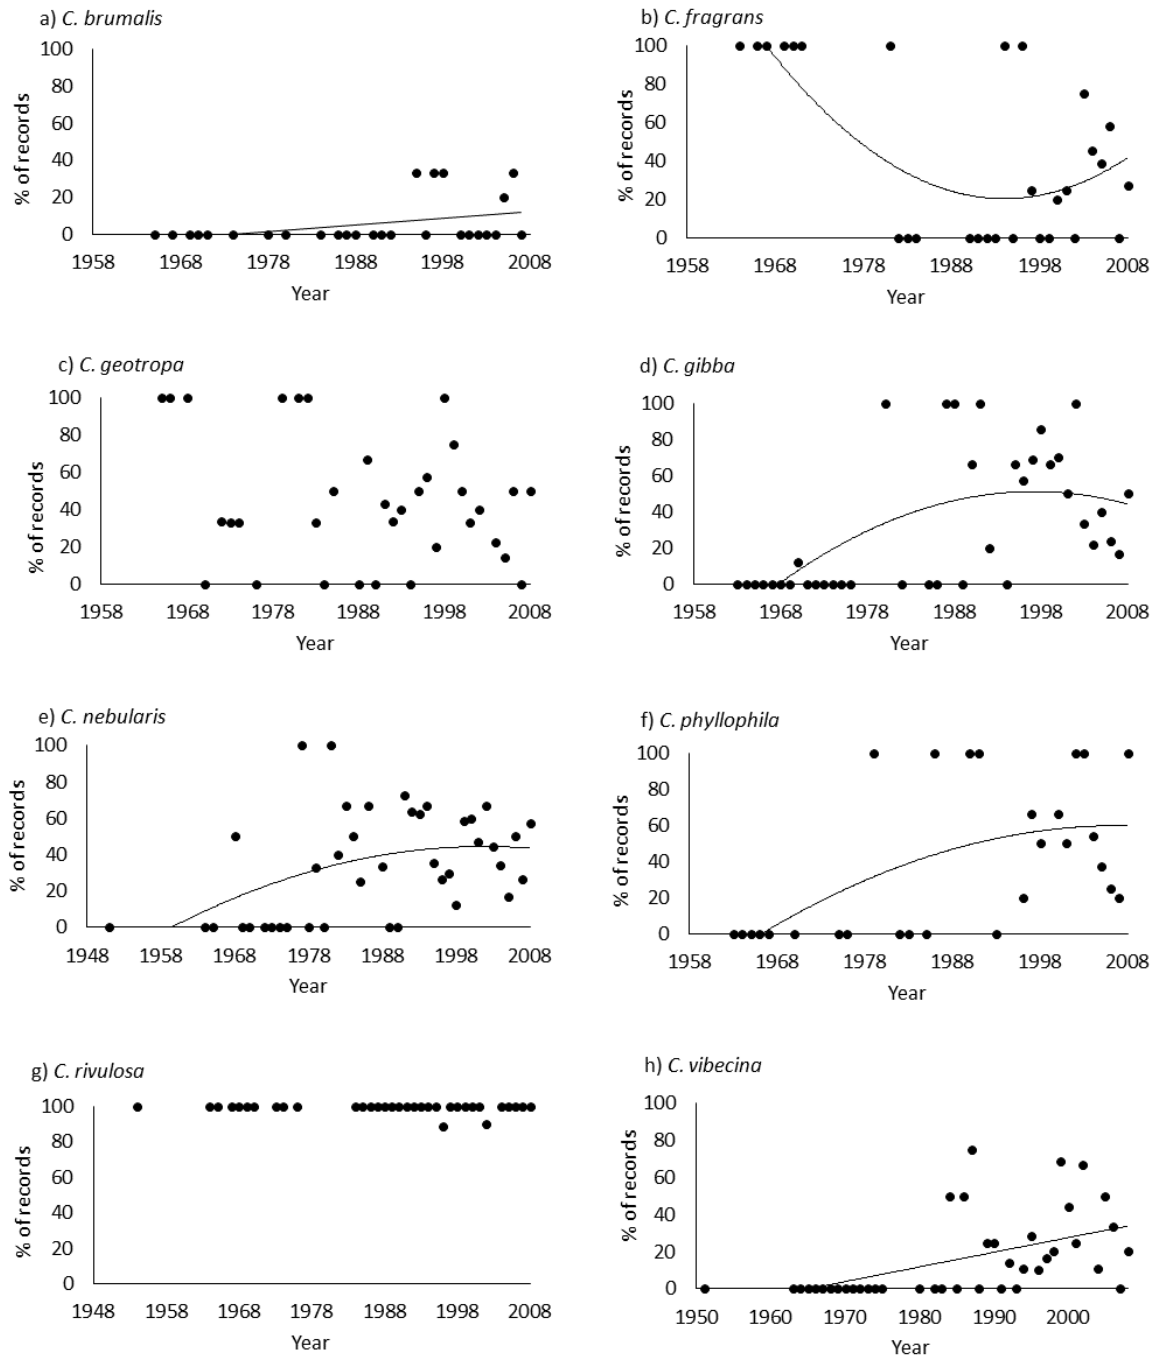 a) C. brumalis
100
80
60
40
20
0
% of records
1958 1968 1978 1988 1998 2008
Year
b) C. fragrans
100
80
60
40
20
0
% of records
1958 1968 1978 1988 1998 2008
Year
c) C. geotropa
100
80
60
40
20
0
% of records
1958 1968 1978 1988 1998 2008
Year
d) C. gibba
100
80
60
40
20
0
% of records
1958 1968 1978 1988 1998 2008
Year
e) C. nebularis
100
80
60
40
20
0
% of records
1948 1958 1968 1978 1988 1998 2008
Year
f) C. phyllophila
100
80
60
40
20
0
% of records
1958 1968 1978 1988 1998 2008
Year
g) C. rivulosa
100
80
60
40
20
0
% of records
1948 1958 1968 1978 1988 1998 2008
Year
h) C. vibecina
100
80
60
40
20
0
% of records
1950 1960 1970 1980 1990 2000
Year